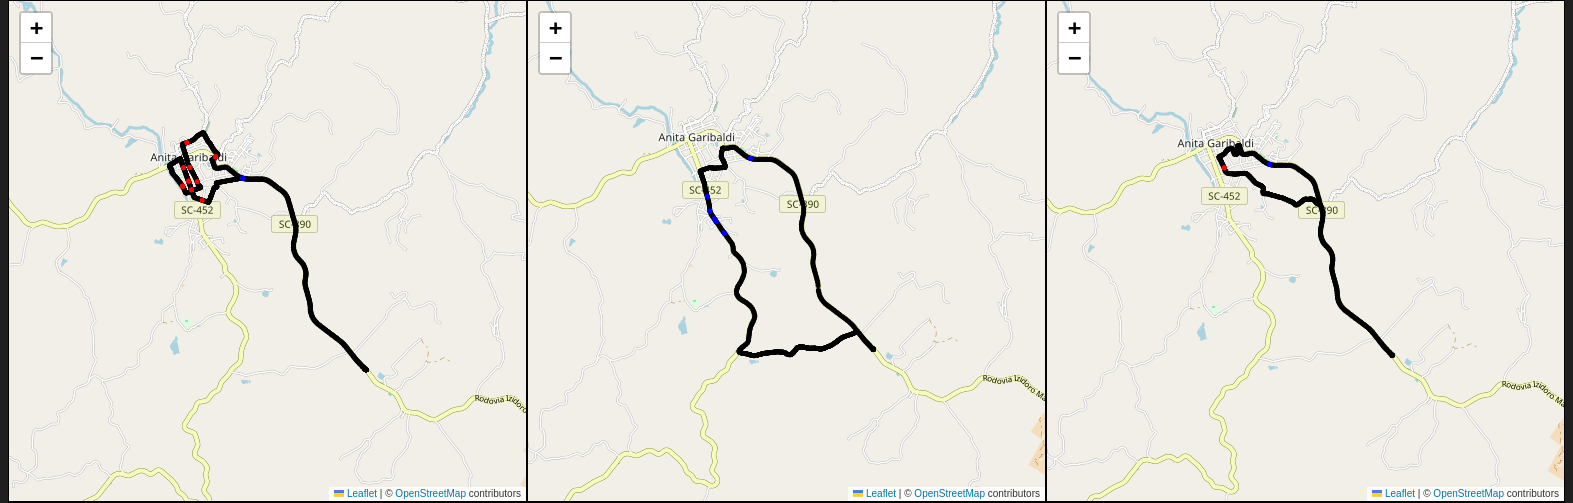 +
−
Anita Garibaldi
SC-452
SC-390
Rodovia Izidoro
Leaflet | © OpenStreetMap contributors
+
−
Anita Garibaldi
SC-452
SC-390
Rodovia Izidoro
Leaflet | © OpenStreetMap contributors
+
−
Anita Garibaldi
SC-452
SC-390
Rodovia Izidoro
Leaflet | © OpenStreetMap contributors